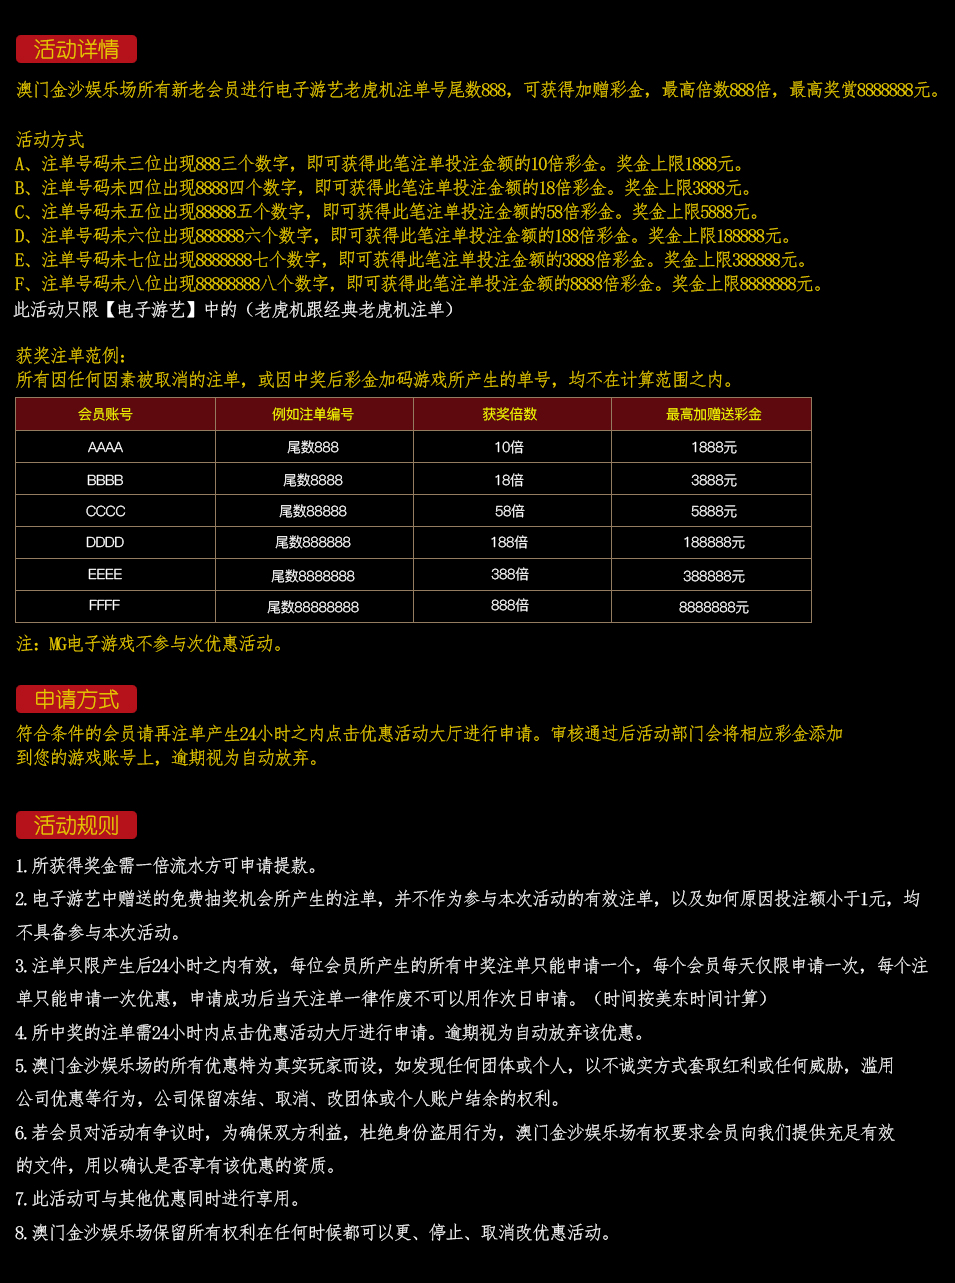 活动详情
澳门金沙娱乐场所有新老会员进行电子游艺老虎机注单号尾数888，可获得加赠彩金，最高倍数888倍，最高奖赏8888888元。
活动方式
A、注单号码末三位出现888三个数字，即可获得此笔注单投注金额的10倍彩金。奖金上限1888元。
B、注单号码末四位出现8888四个数字，即可获得此笔注单投注金额的18倍彩金。奖金上限3888元。
C、注单号码末五位出现88888五个数字，即可获得此笔注单投注金额的58倍彩金。奖金上限5888元。
D、注单号码末六位出现888888六个数字，即可获得此笔注单投注金额的188倍彩金。奖金上限188888元。
E、注单号码末七位出现8888888七个数字，即可获得此笔注单投注金额的3888倍彩金。奖金上限388888元。
F、注单号码末八位出现88888888八个数字，即可获得此笔注单投注金额的8888倍彩金。奖金上限8888888元。
此活动只限【电子游艺】中的（老虎机跟经典老虎机注单）
获奖注单范例：
所有因任何因素被取消的注单，或因中奖后彩金加码游戏所产生的单号，均不在计算范围之内。
会员账号 例如注单编号 获奖倍数 最高加赠送彩金
AAAA 尾数888 10倍 1888元
BBBB 尾数8888 18倍 3888元
CCCC 尾数88888 58倍 5888元
DDDD 尾数888888 188倍 188888元
EEEE 尾数8888888 388倍 388888元
FFFF 尾数88888888 888倍 8888888元
注：MG电子游戏不参与次优惠活动。
申请方式
符合条件的会员请再注单产生24小时之内点击优惠活动大厅进行申请。审核通过后活动部门会将相应彩金添加
到您的游戏账号上，逾期视为自动放弃。
活动规则
1.所获得奖金需一倍流水方可申请提款。
2.电子游艺中赠送的免费抽奖机会所产生的注单，并不作为参与本次活动的有效注单，以及如何原因投注额小于1元，均
不具备参与本次活动。
3.注单只限产生后24小时之内有效，每位会员所产生的所有中奖注单只能申请一个，每个会员每天仅限申请一次，每个注
单只能申请一次优惠，申请成功后当天注单一律作废不可以用作次日申请。（时间按美东时间计算）
4.所中奖的注单需24小时内点击优惠活动大厅进行申请。逾期视为自动放弃该优惠。
5.澳门金沙娱乐场的所有优惠特为真实玩家而设，如发现任何团体或个人，以不诚实方式套取红利或任何威胁，滥用
公司优惠等行为，公司保留冻结、取消、改团体或个人账户结余的权利。
6.若会员对活动有争议时，为确保双方利益，杜绝身份盗用行为，澳门金沙娱乐场有权要求会员向我们提供充足有效
的文件，用以确认是否享有该优惠的资质。
7.此活动可与其他优惠同时进行享用。
8.澳门金沙娱乐场保留所有权利在任何时候都可以更、停止、取消改优惠活动。